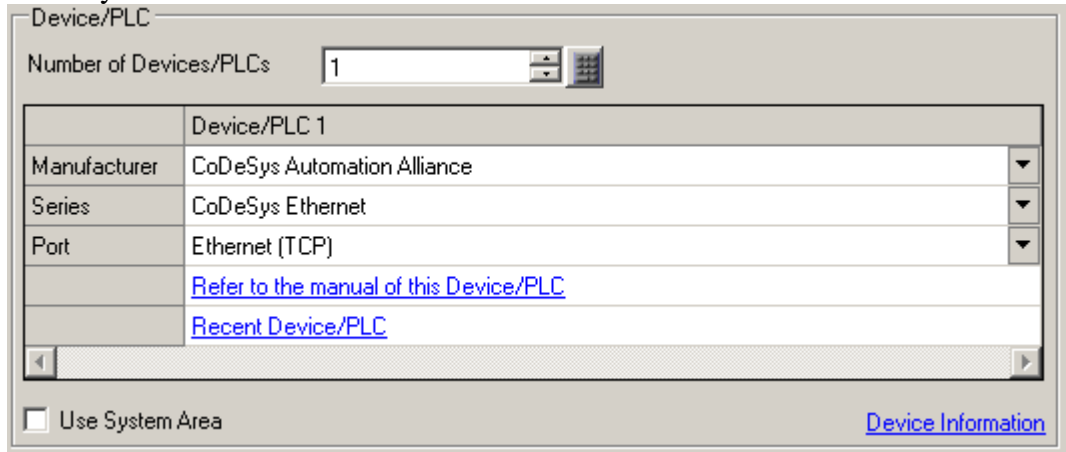 Device/PLC
Number of Devices/PLCs 1
Device/PLC 1
Manufacturer CoDeSys Automation Alliance
Series CoDeSys Ethernet
Port Ethernet (TCP)
Refer to the manual of this Device/PLC
Recent Device/PLC
Use System Area Device Information